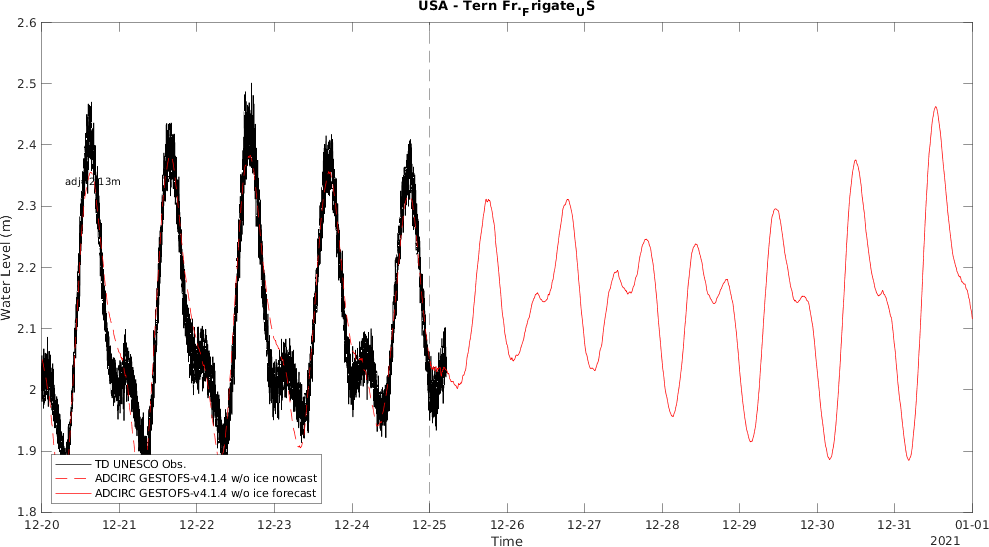 USA - Tern Fr.FrigateUS
2.6
2.5
2.4
2.3
2.2
2.1
2
1.9
1.8
Water Level (m)
TD UNESCO Obs.
ADCIRC GESTOFS-v4.1.4 w/o ice nowcast
ADCIRC GESTOFS-v4.1.4 w/o ice forecast
12-20 12-21 12-22 12-23 12-24 12-25 12-26 12-27 12-28 12-29 12-30 12-31 01-01
Time
2021